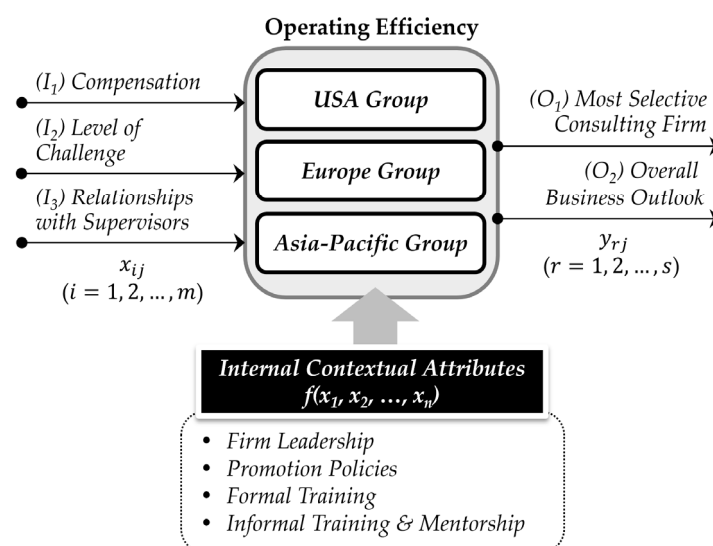 Operating Efficiency
(I₁) Compensation
(I₂) Level of
Challenge
(I₃) Relationships
with Supervisors
xᵢⱼ
(i = 1, 2, ..., m)
USA Group
Europe Group
Asia-Pacific Group
(O₁) Most Selective
Consulting Firm
(O₂) Overall
Business Outlook
yᵣⱼ
(r = 1, 2, ..., s)
Internal Contextual Attributes
f(x₁, x₂, ..., xₙ)
• Firm Leadership
• Promotion Policies
• Formal Training
• Informal Training & Mentorship